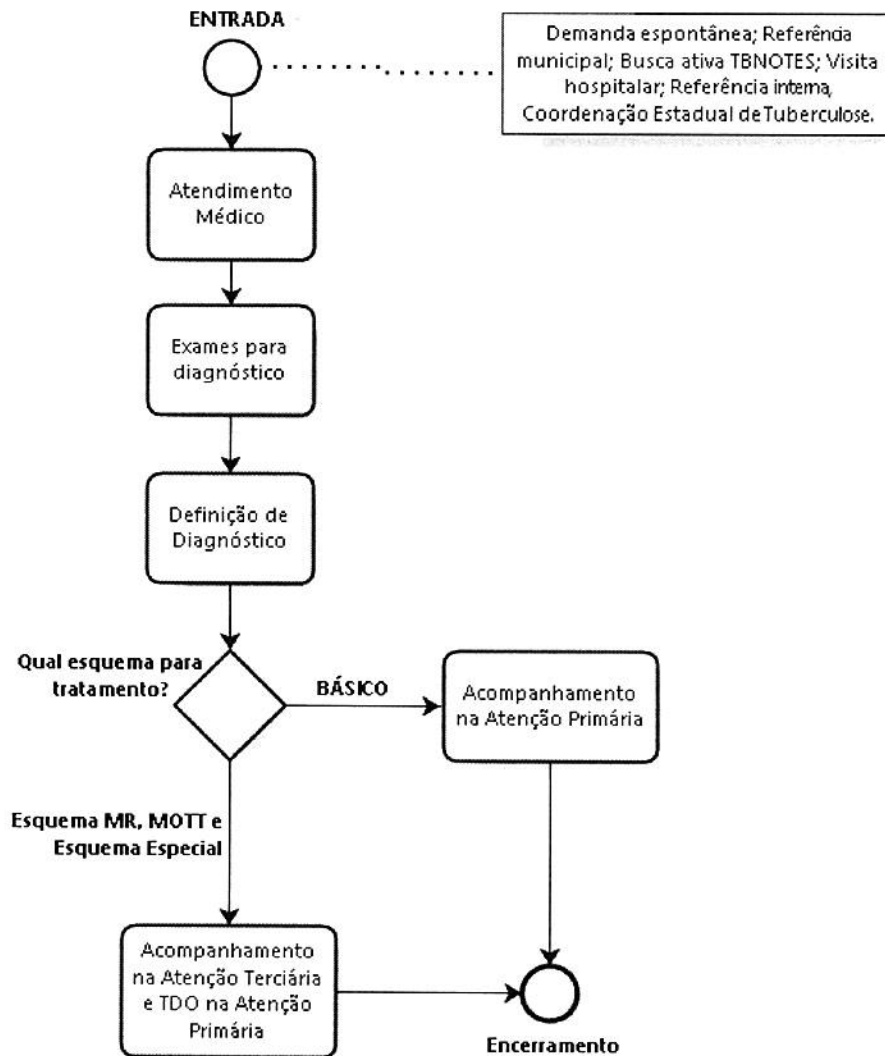 ENTRADA
Demanda espontânea; Referência
municipal; Busca ativa TBNOTES; Visita
hospitalar; Referência interna,
Coordenação Estadual de Tuberculose.
Atendimento
Médico
Exames para
diagnóstico
Definição de
Diagnóstico
Qual esquema para
tratamento?
BÁSICO
Acompanhamento
na Atenção Primária
Esquema MR, MOTT e
Esquema Especial
Acompanhamento
na Atenção Terciária
e TDO na Atenção
Primária
Encerramento